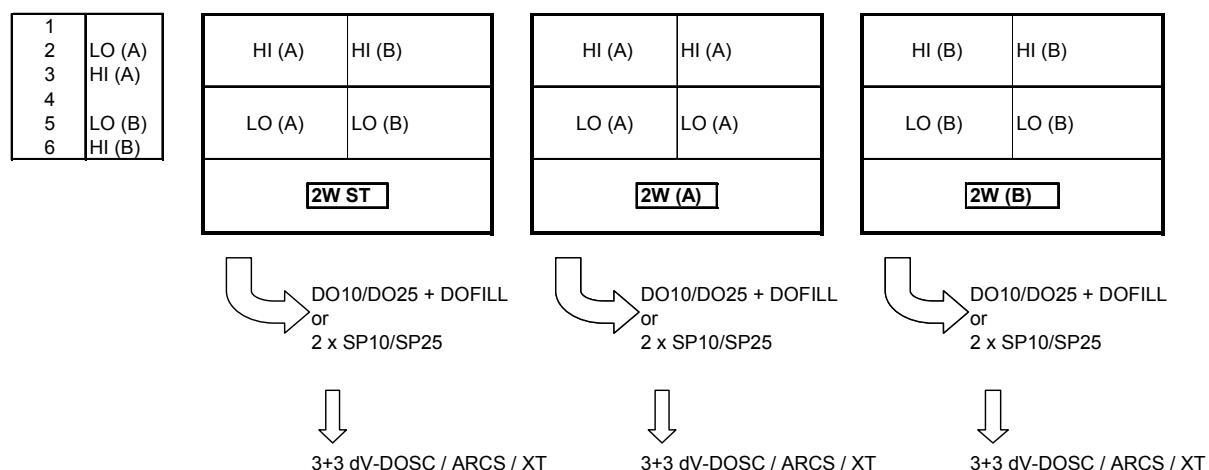 1
2 LO (A)
3 HI (A)
4
5 LO (B)
6 HI (B)
HI (A) HI (B)
LO (A) LO (B)
2W ST
HI (A) HI (A)
LO (A) LO (A)
2W (A)
HI (B) HI (B)
LO (B) LO (B)
2W (B)
DO10/DO25 + DOFILL
or
2 x SP10/SP25
DO10/DO25 + DOFILL
or
2 x SP10/SP25
DO10/DO25 + DOFILL
or
2 x SP10/SP25
3+3 dV-DOSC / ARCS / XT
3+3 dV-DOSC / ARCS / XT
3+3 dV-DOSC / ARCS / XT